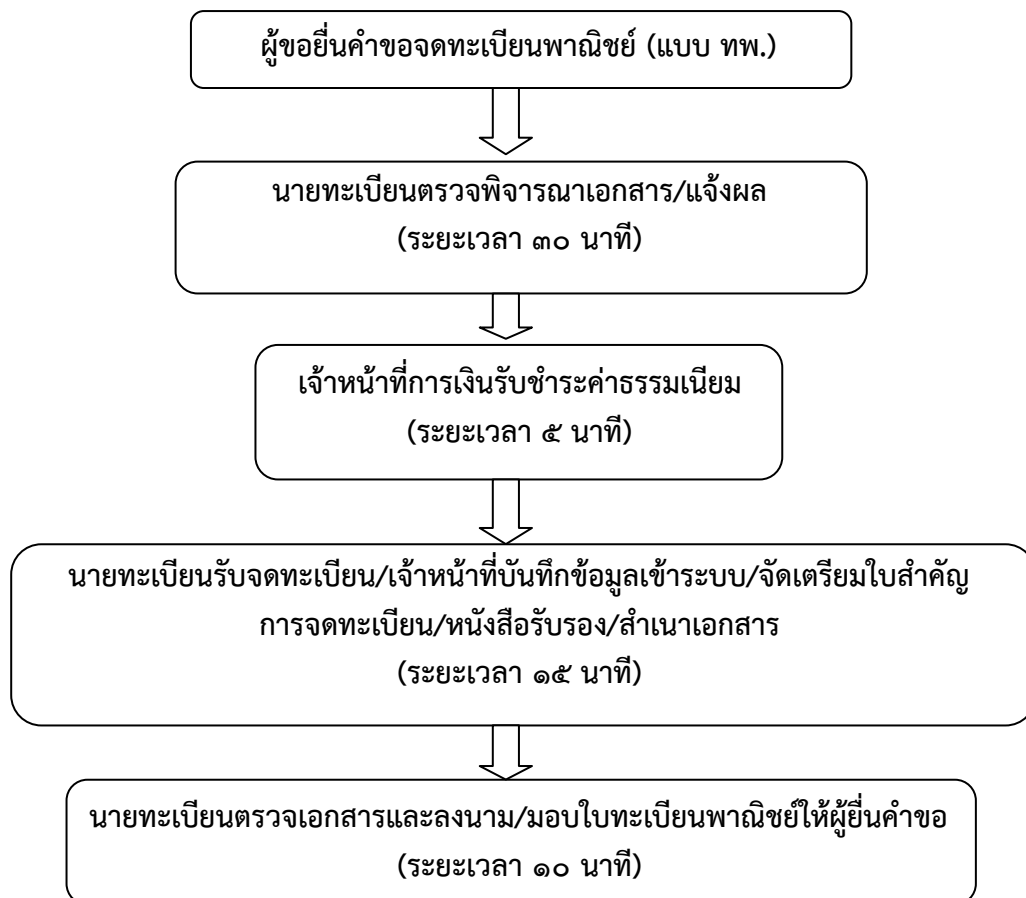 ผู้ขอยื่นคำขอจดทะเบียนพาณิชย์ (แบบ ทพ.)
นายทะเบียนตรวจพิจารณาเอกสาร/แจ้งผล
(ระยะเวลา ๓๐ นาที)
เจ้าหน้าที่การเงินรับชำระค่าธรรมเนียม
(ระยะเวลา ๕ นาที)
นายทะเบียนรับจดทะเบียน/เจ้าหน้าที่บันทึกข้อมูลเข้าระบบ/จัดเตรียมใบสำคัญ
การจดทะเบียน/หนังสือรับรอง/สำเนาเอกสาร
(ระยะเวลา ๑๕ นาที)
นายทะเบียนตรวจเอกสารและลงนาม/มอบใบทะเบียนพาณิชย์ให้ผู้ยื่นคำขอ
(ระยะเวลา ๑๐ นาที)